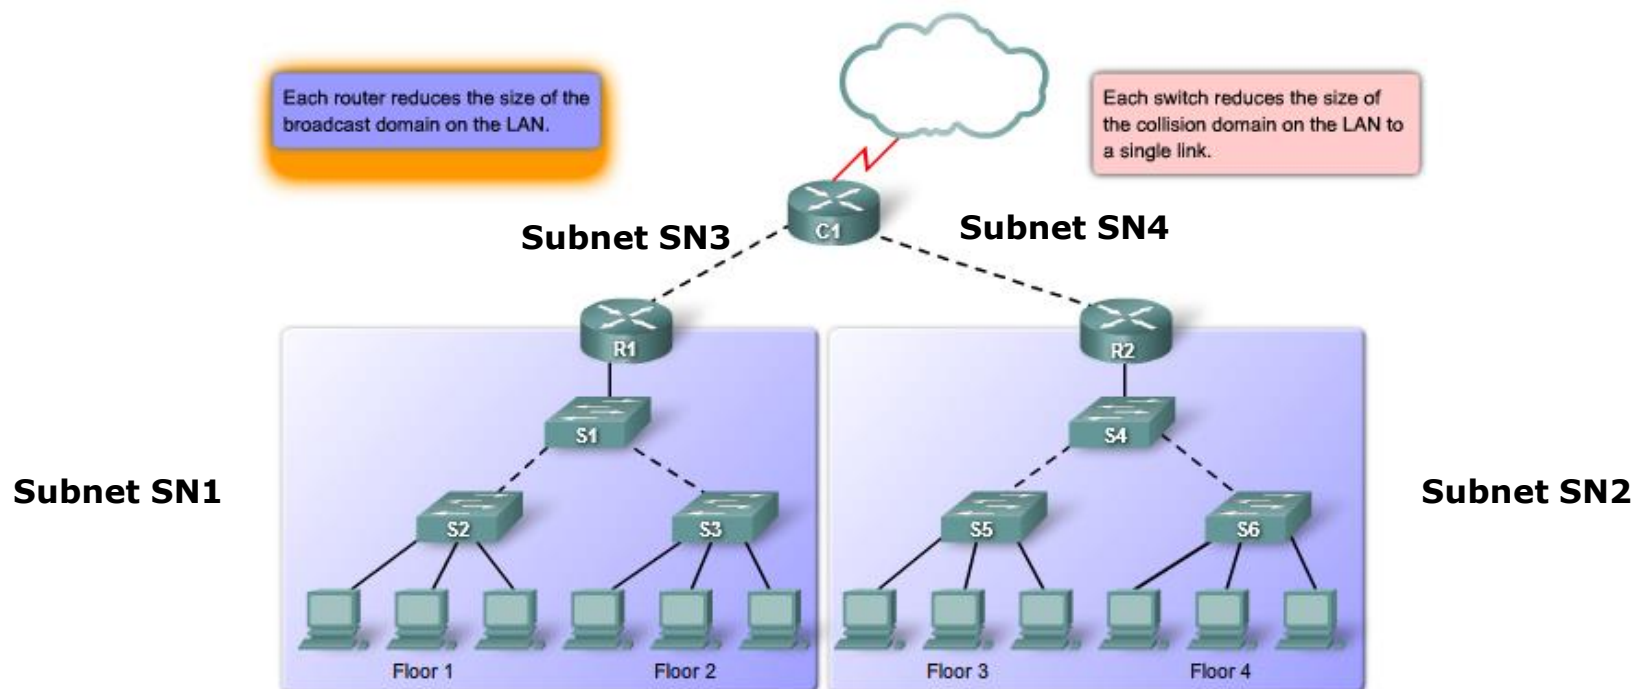 Each router reduces the size of the
broadcast domain on the LAN.
Each switch reduces the size of
the collision domain on the LAN to
a single link.
Subnet SN3
C1
Subnet SN4
R1
R2
S1
S4
Subnet SN1
S2
S3
S5
S6
Subnet SN2
Floor 1
Floor 2
Floor 3
Floor 4